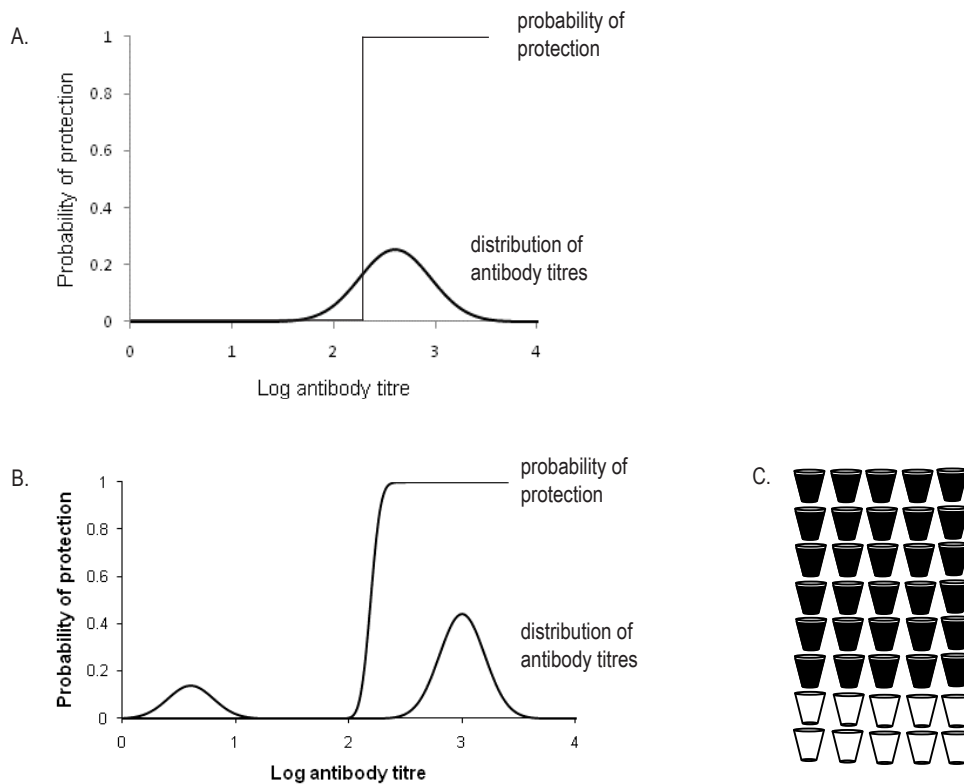 A.
probability of
protection
Probability of protection
1
0.8
0.6
0.4
0.2
0
distribution of
antibody titres
0 1 2 3 4
Log antibody titre
B.
probability of
protection
Probability of protection
1
0.8
0.6
0.4
0.2
0
distribution of
antibody titres
0 1 2 3 4
Log antibody titre
C.